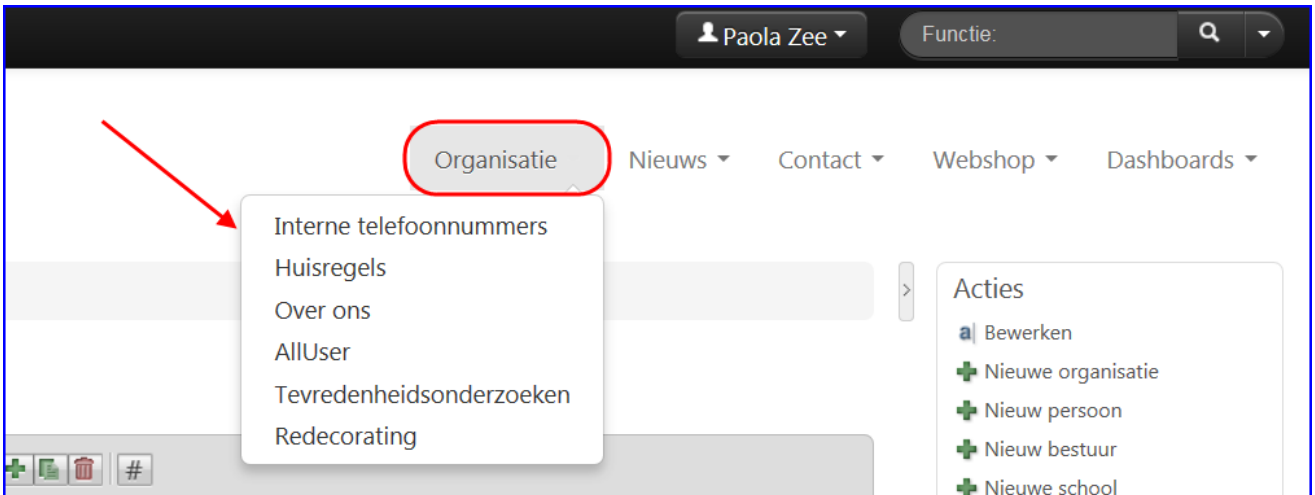 Paola Zee
Functie:
Organisatie
Nieuws
Contact
Webshop
Dashboards
Interne telefoonnummers
Huisregels
Over ons
AllUser
Tevredenheidsonderzoeken
Redecorating
Acties
a| Bewerken
Nieuwe organisatie
Nieuw persoon
Nieuw bestuur
Nieuwe school
#